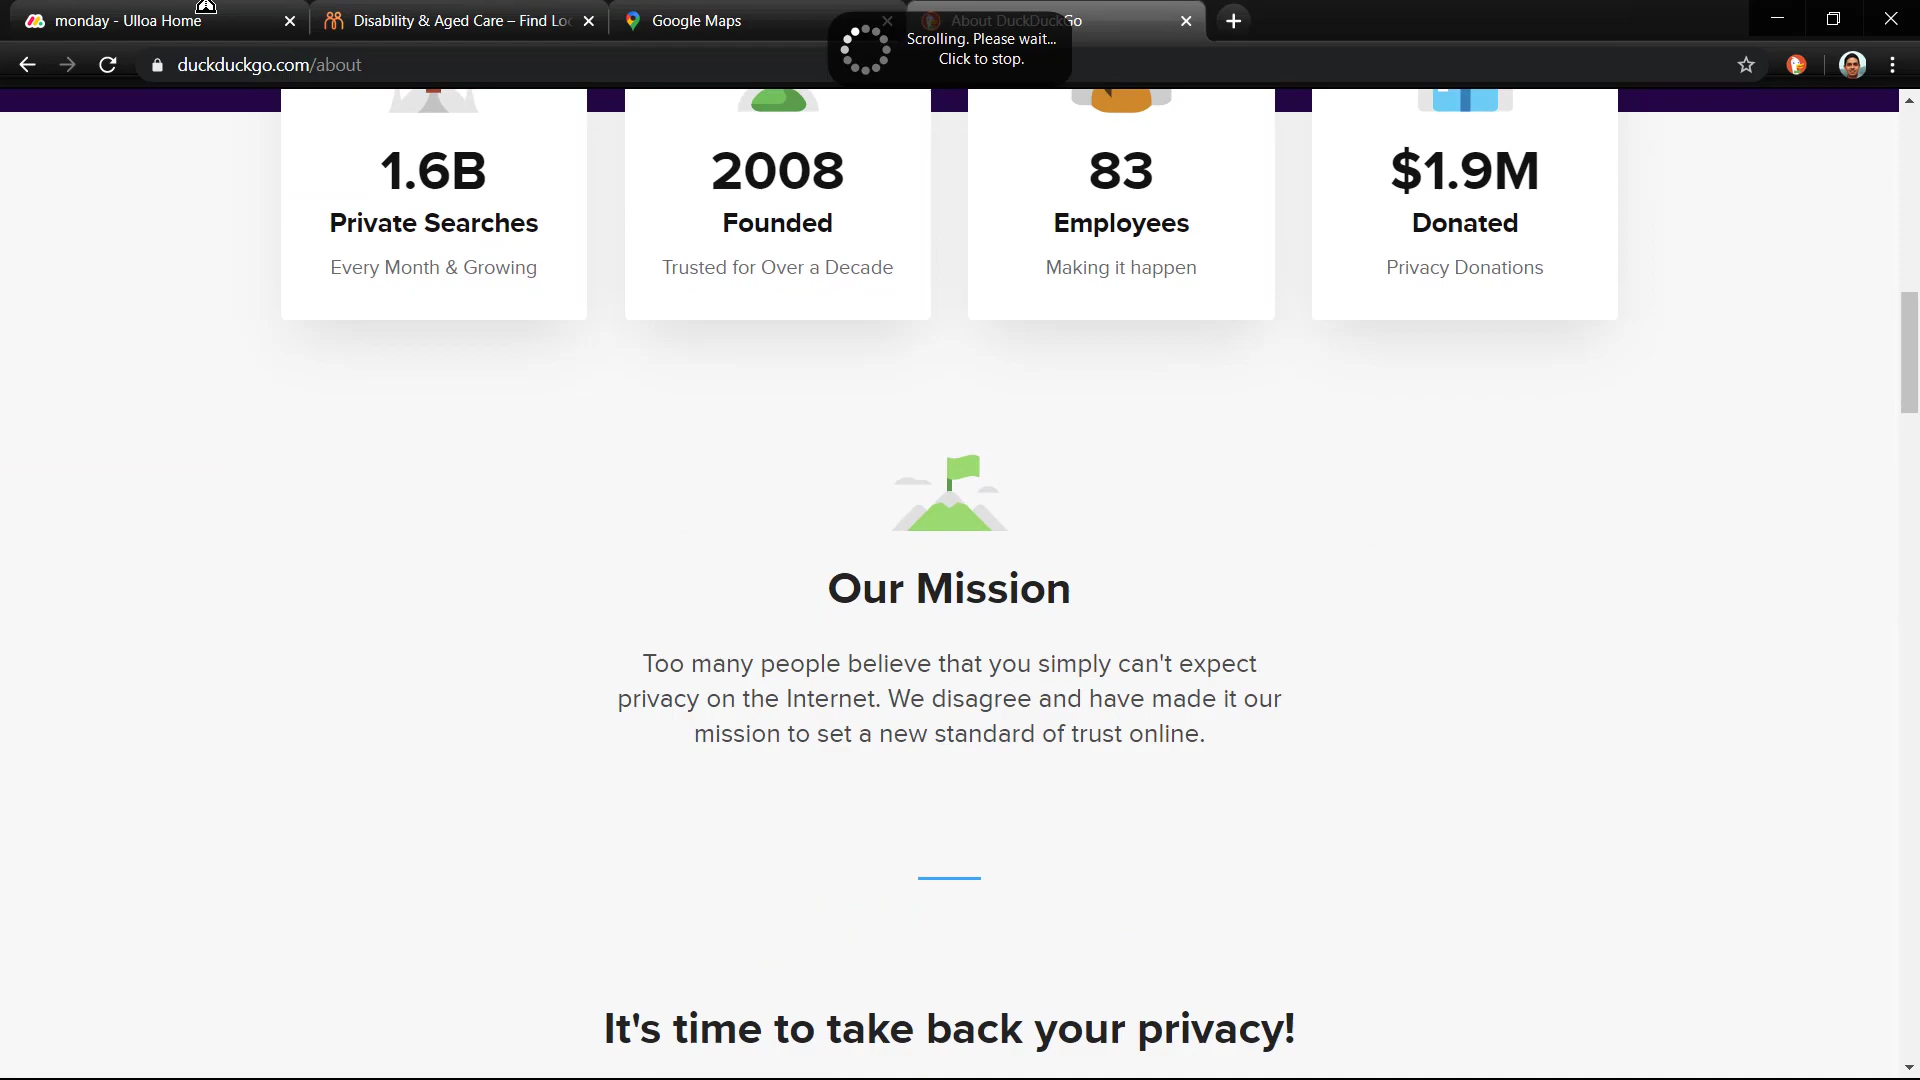 monday - Ulloa Home
Disability & Aged Care – Find Lo
Google Maps
About DuckDuckGo
Scrolling. Please wait...
Click to stop.
duckduckgo.com/about
1.6B
Private Searches
Every Month & Growing
2008
Founded
Trusted for Over a Decade
83
Employees
Making it happen
$1.9M
Donated
Privacy Donations
Our Mission
Too many people believe that you simply can't expect
privacy on the Internet. We disagree and have made it our
mission to set a new standard of trust online.
It's time to take back your privacy!